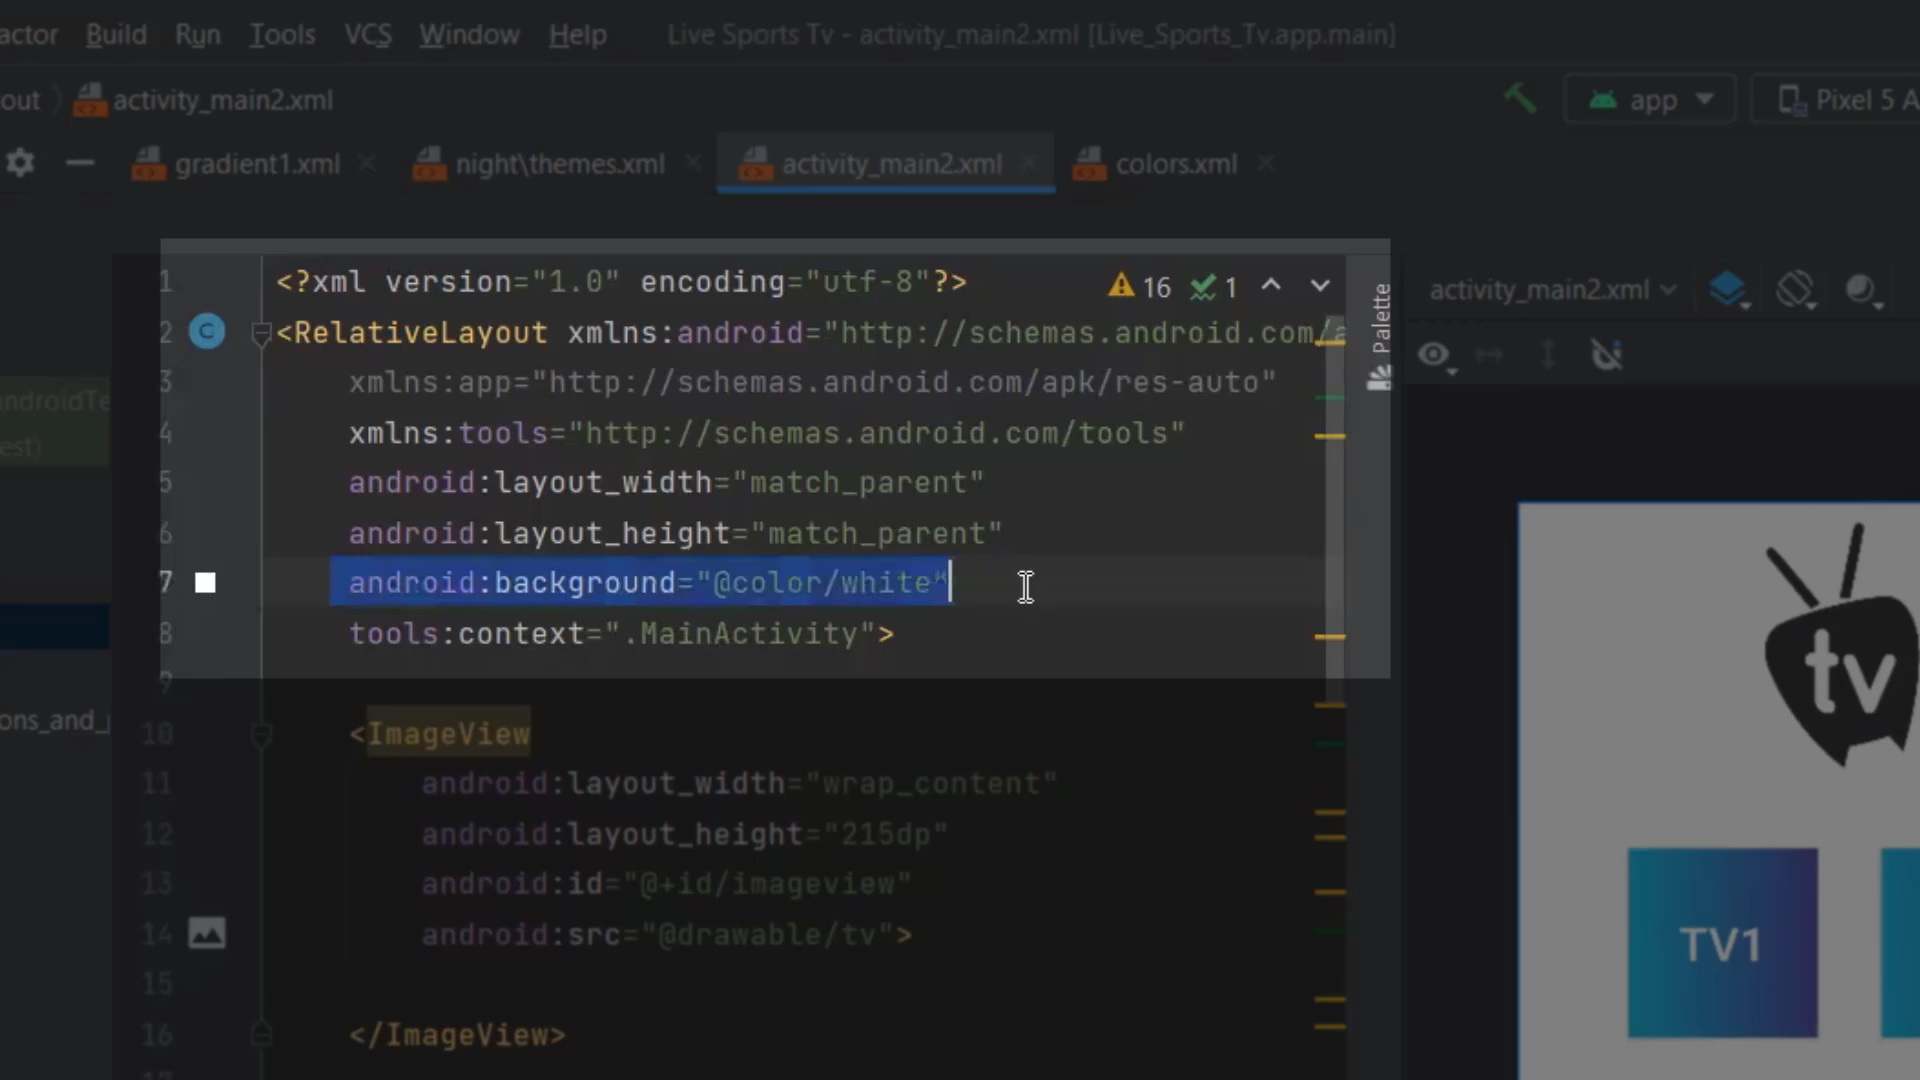 actor Build Run Tools VCS Window Help Live Sports Tv - activity_main2.xml [Live_Sports_Tv.app.main]
out activity_main2.xml app Pixel 5 A
gradient1.xml night\themes.xml activity_main2.xml colors.xml
1 <?xml version="1.0" encoding="utf-8"?> 16 1
activity_main2.xml
Palette
2 C <RelativeLayout xmlns:android="http://schemas.android.com/a
3 xmlns:app="http://schemas.android.com/apk/res-auto"
androidTe
4 xmlns:tools="http://schemas.android.com/tools"
est)
5 android:layout_width="match_parent"
6 android:layout_height="match_parent"
7 android:background="@color/white"
8 tools:context=".MainActivity">
tv
9
ons_and_
10 <ImageView
11 android:layout_width="wrap_content"
12 android:layout_height="215dp"
13 android:id="@+id/imageview"
14 android:src="@drawable/tv">
TV1
15
16 </ImageView>